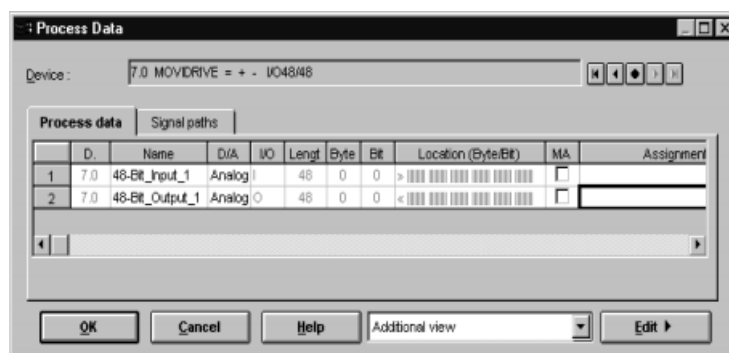 Process Data
Device : 7.0 MOVIDRIVE = + - I/O48/48
Process data Signal paths
D. Name D/A I/O Lengt Byte Bit Location (Byte/Bit) MA Assignment
1 7.0 48-Bit_Input_1 Analog I 48 0 0 >
2 7.0 48-Bit_Output_1 Analog O 48 0 0 <
OK Cancel Help Additional view Edit